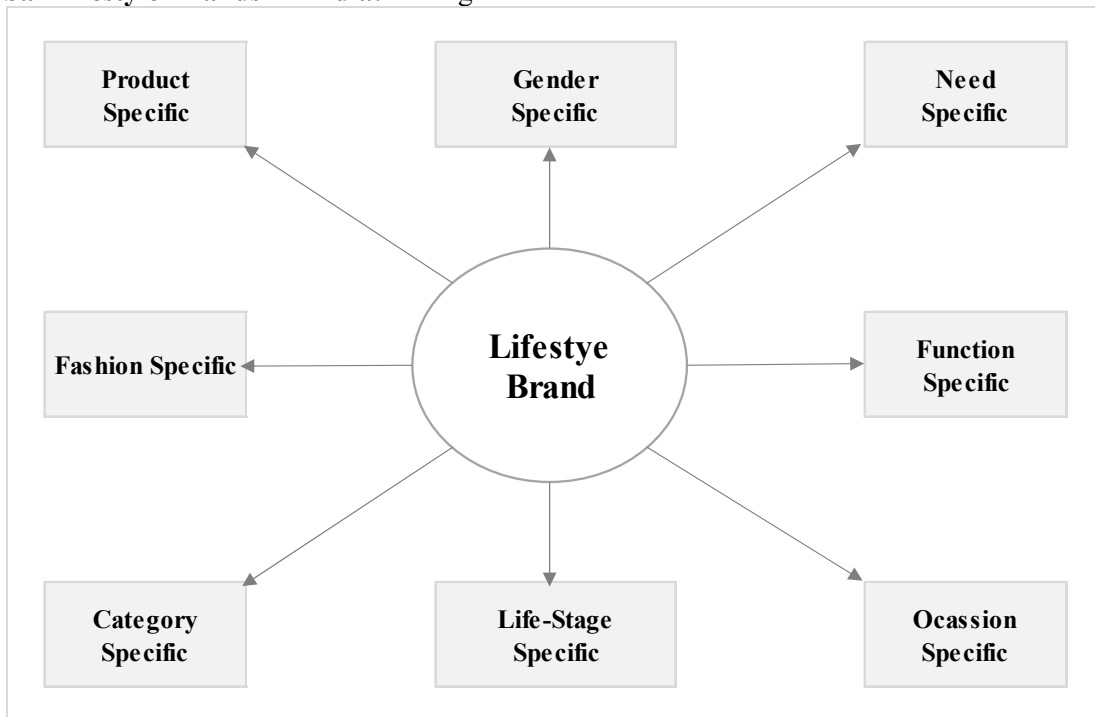 Product
Specific
Gender
Specific
Need
Specific
Fashion Specific
Lifestye
Brand
Function
Specific
Category
Specific
Life-Stage
Specific
Ocassion
Specific